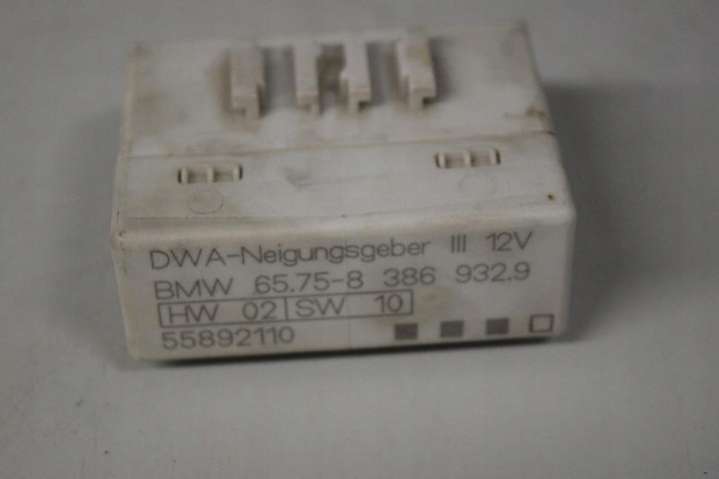 DWA-Neigungsgeber III 12V
BMW 65.75-8 386 932.9
HW 02 | SW 10
55892110